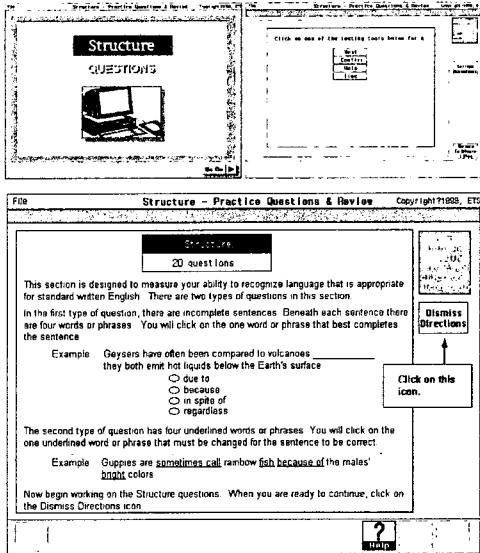 File
Structure - Practice Questions & Review
Structure
QUESTIONS
Go On
Structure - Practice Questions & Review
Click on one of the testing tools below for a
Next
Confirm
Help
Time
File Structure - Practice Questions & Review Copyright?1998, ETS
Structure
20 questions
This section is designed to measure your ability to recognize language that is appropriate
for standard written English There are two types of questions in this section
In the first type of question, there are incomplete sentences Beneath each sentence there
are four words or phrases You will click on the one word or phrase that best completes
the sentence
Example Geysers have often been compared to volcanoes ____________
they both emit hot liquids below the Earth's surface
due to
because
in spite of
regardless
The second type of question has four underlined words or phrases You will click on the
one underlined word or phrase that must be changed for the sentence to be correct
Example Guppies are sometimes call rainbow fish because of the males'
bright colors
Now begin working on the Structure questions. When you are ready to continue, click on
the Dismiss Directions icon
Dismiss
Directions
Click on this
icon.
?
Help